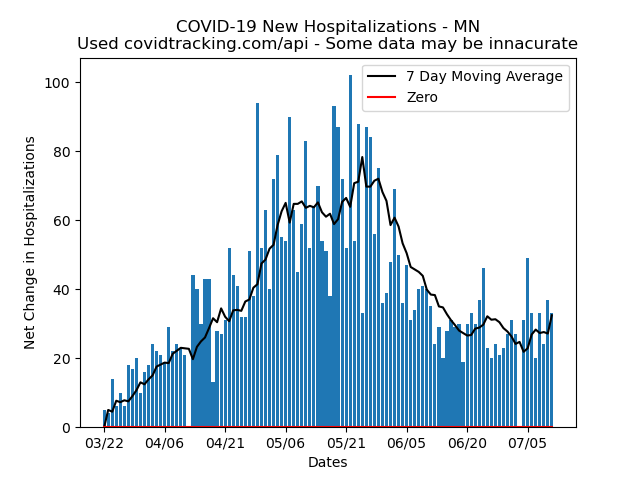 COVID-19 New Hospitalizations - MN
Used covidtracking.com/api - Some data may be innacurate
7 Day Moving Average
Zero
Net Change in Hospitalizations
100
80
60
40
20
0
03/22 04/06 04/21 05/06 05/21 06/05 06/20 07/05
Dates